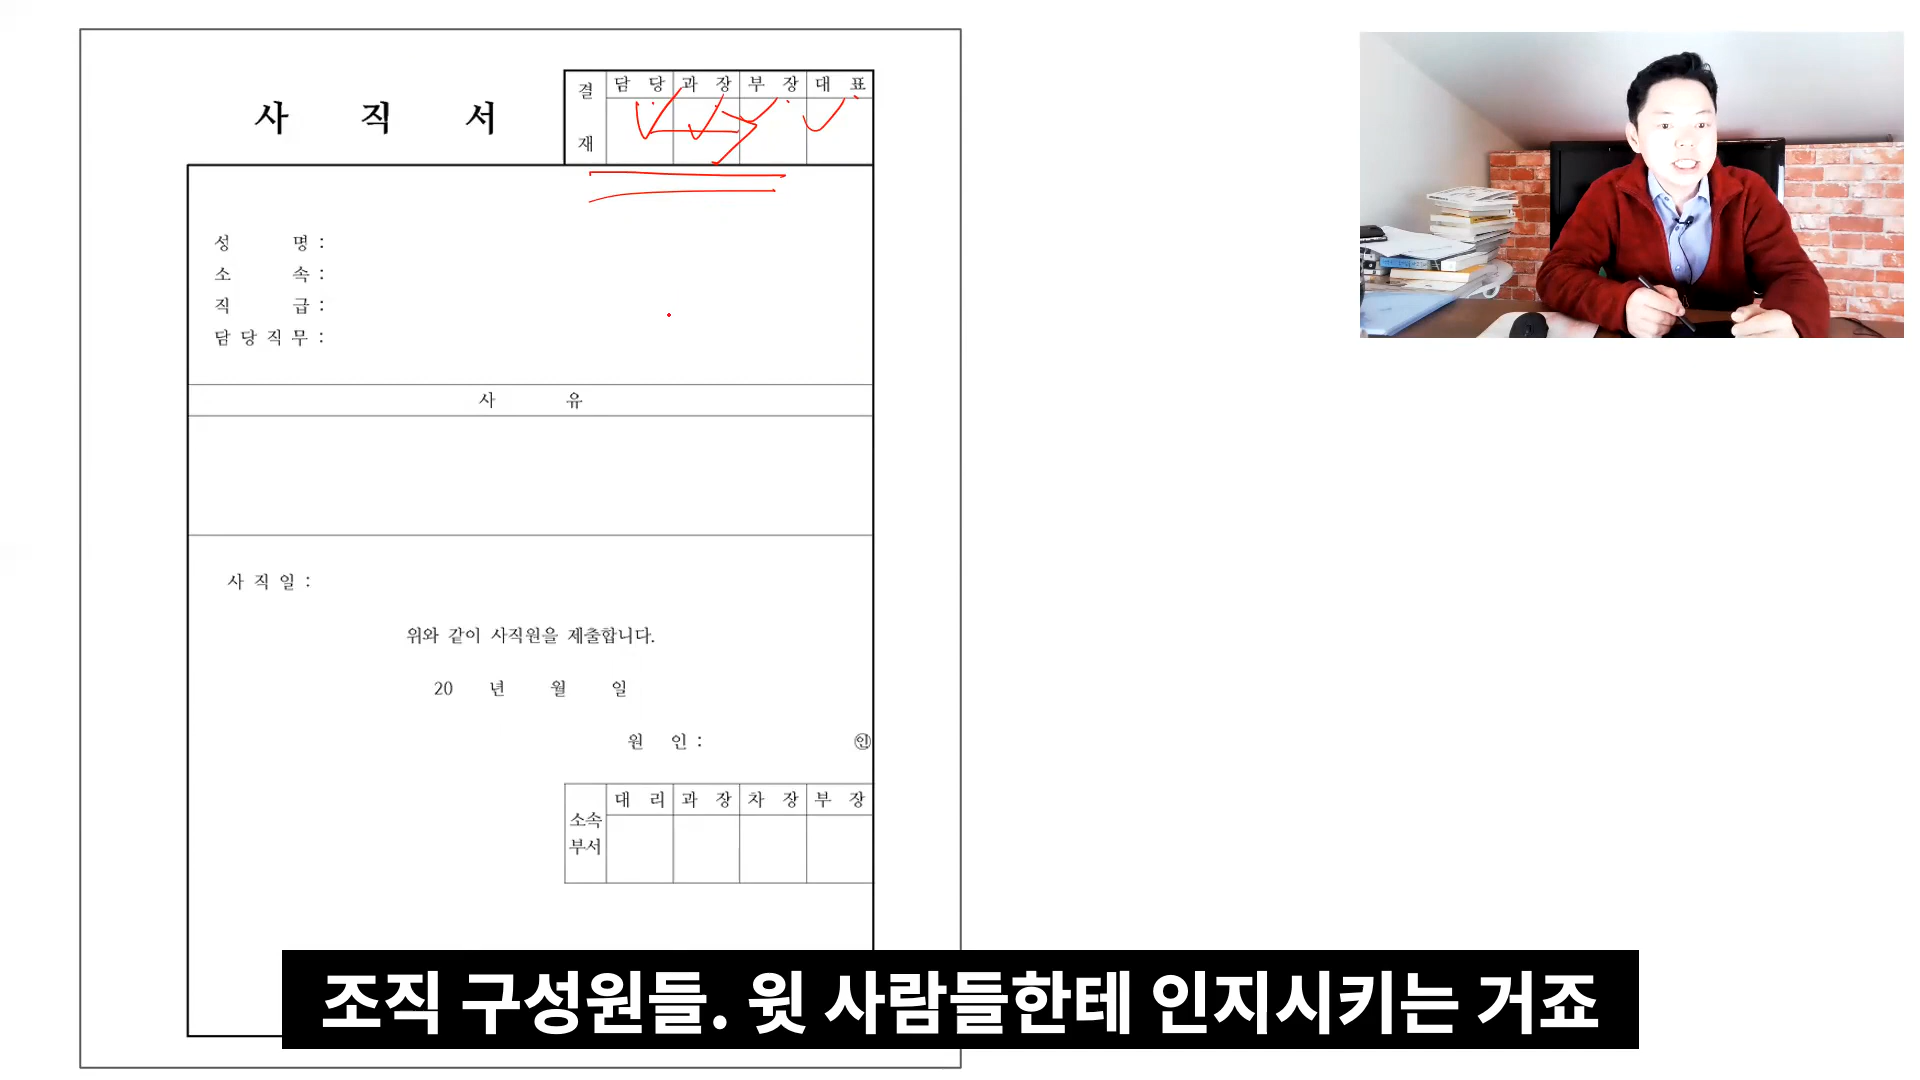 사 직 서
결 재
담 당 과 장 부 장 대 표
성 명 :
소 속 :
직 급 :
담 당 직 무 :
사 유
사 직 일 :
위와 같이 사직원을 제출합니다.
20 년 월 일
원 인 : ㊞
소속 부서
대 리 과 장 차 장 부 장
조직 구성원들. 윗 사람들한테 인지시키는 거죠